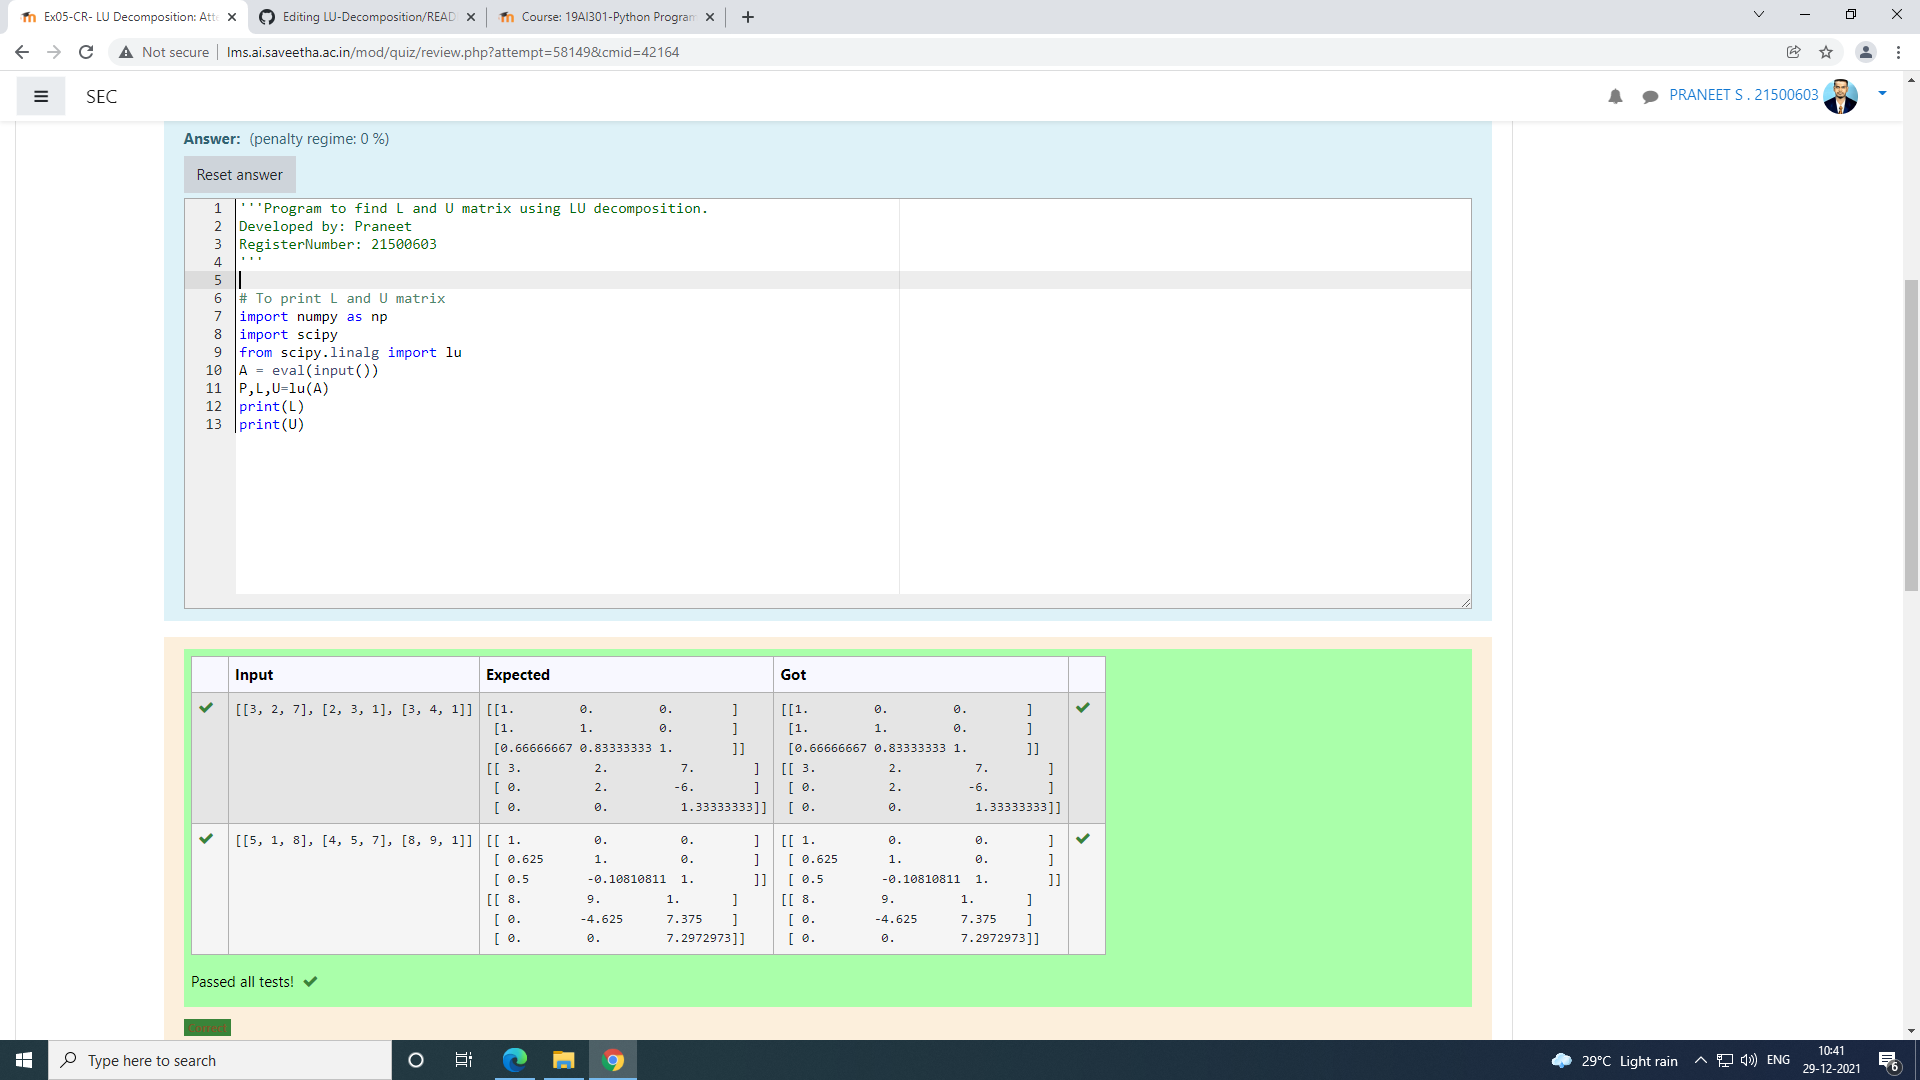 Ex05-CR- LU Decomposition: Att
Editing LU-Decomposition/READ
Course: 19AI301-Python Program
Not secure
lms.ai.saveetha.ac.in/mod/quiz/review.php?attempt=58149&cmid=42164
SEC
PRANEET S . 21500603
Answer: (penalty regime: 0 %)
Reset answer
1 '''Program to find L and U matrix using LU decomposition.
2 Developed by: Praneet
3 RegisterNumber: 21500603
4 '''
5
6 # To print L and U matrix
7 import numpy as np
8 import scipy
9 from scipy.linalg import lu
10 A = eval(input())
11 P,L,U=lu(A)
12 print(L)
13 print(U)
Input Expected Got
[[3, 2, 7], [2, 3, 1], [3, 4, 1]] [[1. 0. 0. ] [[1. 0. 0. ]
[1. 1. 0. ] [1. 1. 0. ]
[0.66666667 0.83333333 1. ]] [0.66666667 0.83333333 1. ]]
[[ 3. 2. 7. ] [[ 3. 2. 7. ]
[ 0. 2. -6. ] [ 0. 2. -6. ]
[ 0. 0. 1.33333333]] [ 0. 0. 1.33333333]]
[[5, 1, 8], [4, 5, 7], [8, 9, 1]] [[ 1. 0. 0. ] [[ 1. 0. 0. ]
[ 0.625 1. 0. ] [ 0.625 1. 0. ]
[ 0.5 -0.10810811 1. ]] [ 0.5 -0.10810811 1. ]]
[[ 8. 9. 1. ] [[ 8. 9. 1. ]
[ 0. -4.625 7.375 ] [ 0. -4.625 7.375 ]
[ 0. 0. 7.2972973]] [ 0. 0. 7.2972973]]
Passed all tests!
Correct
Type here to search
29°C Light rain
ENG
10:41
29-12-2021
6